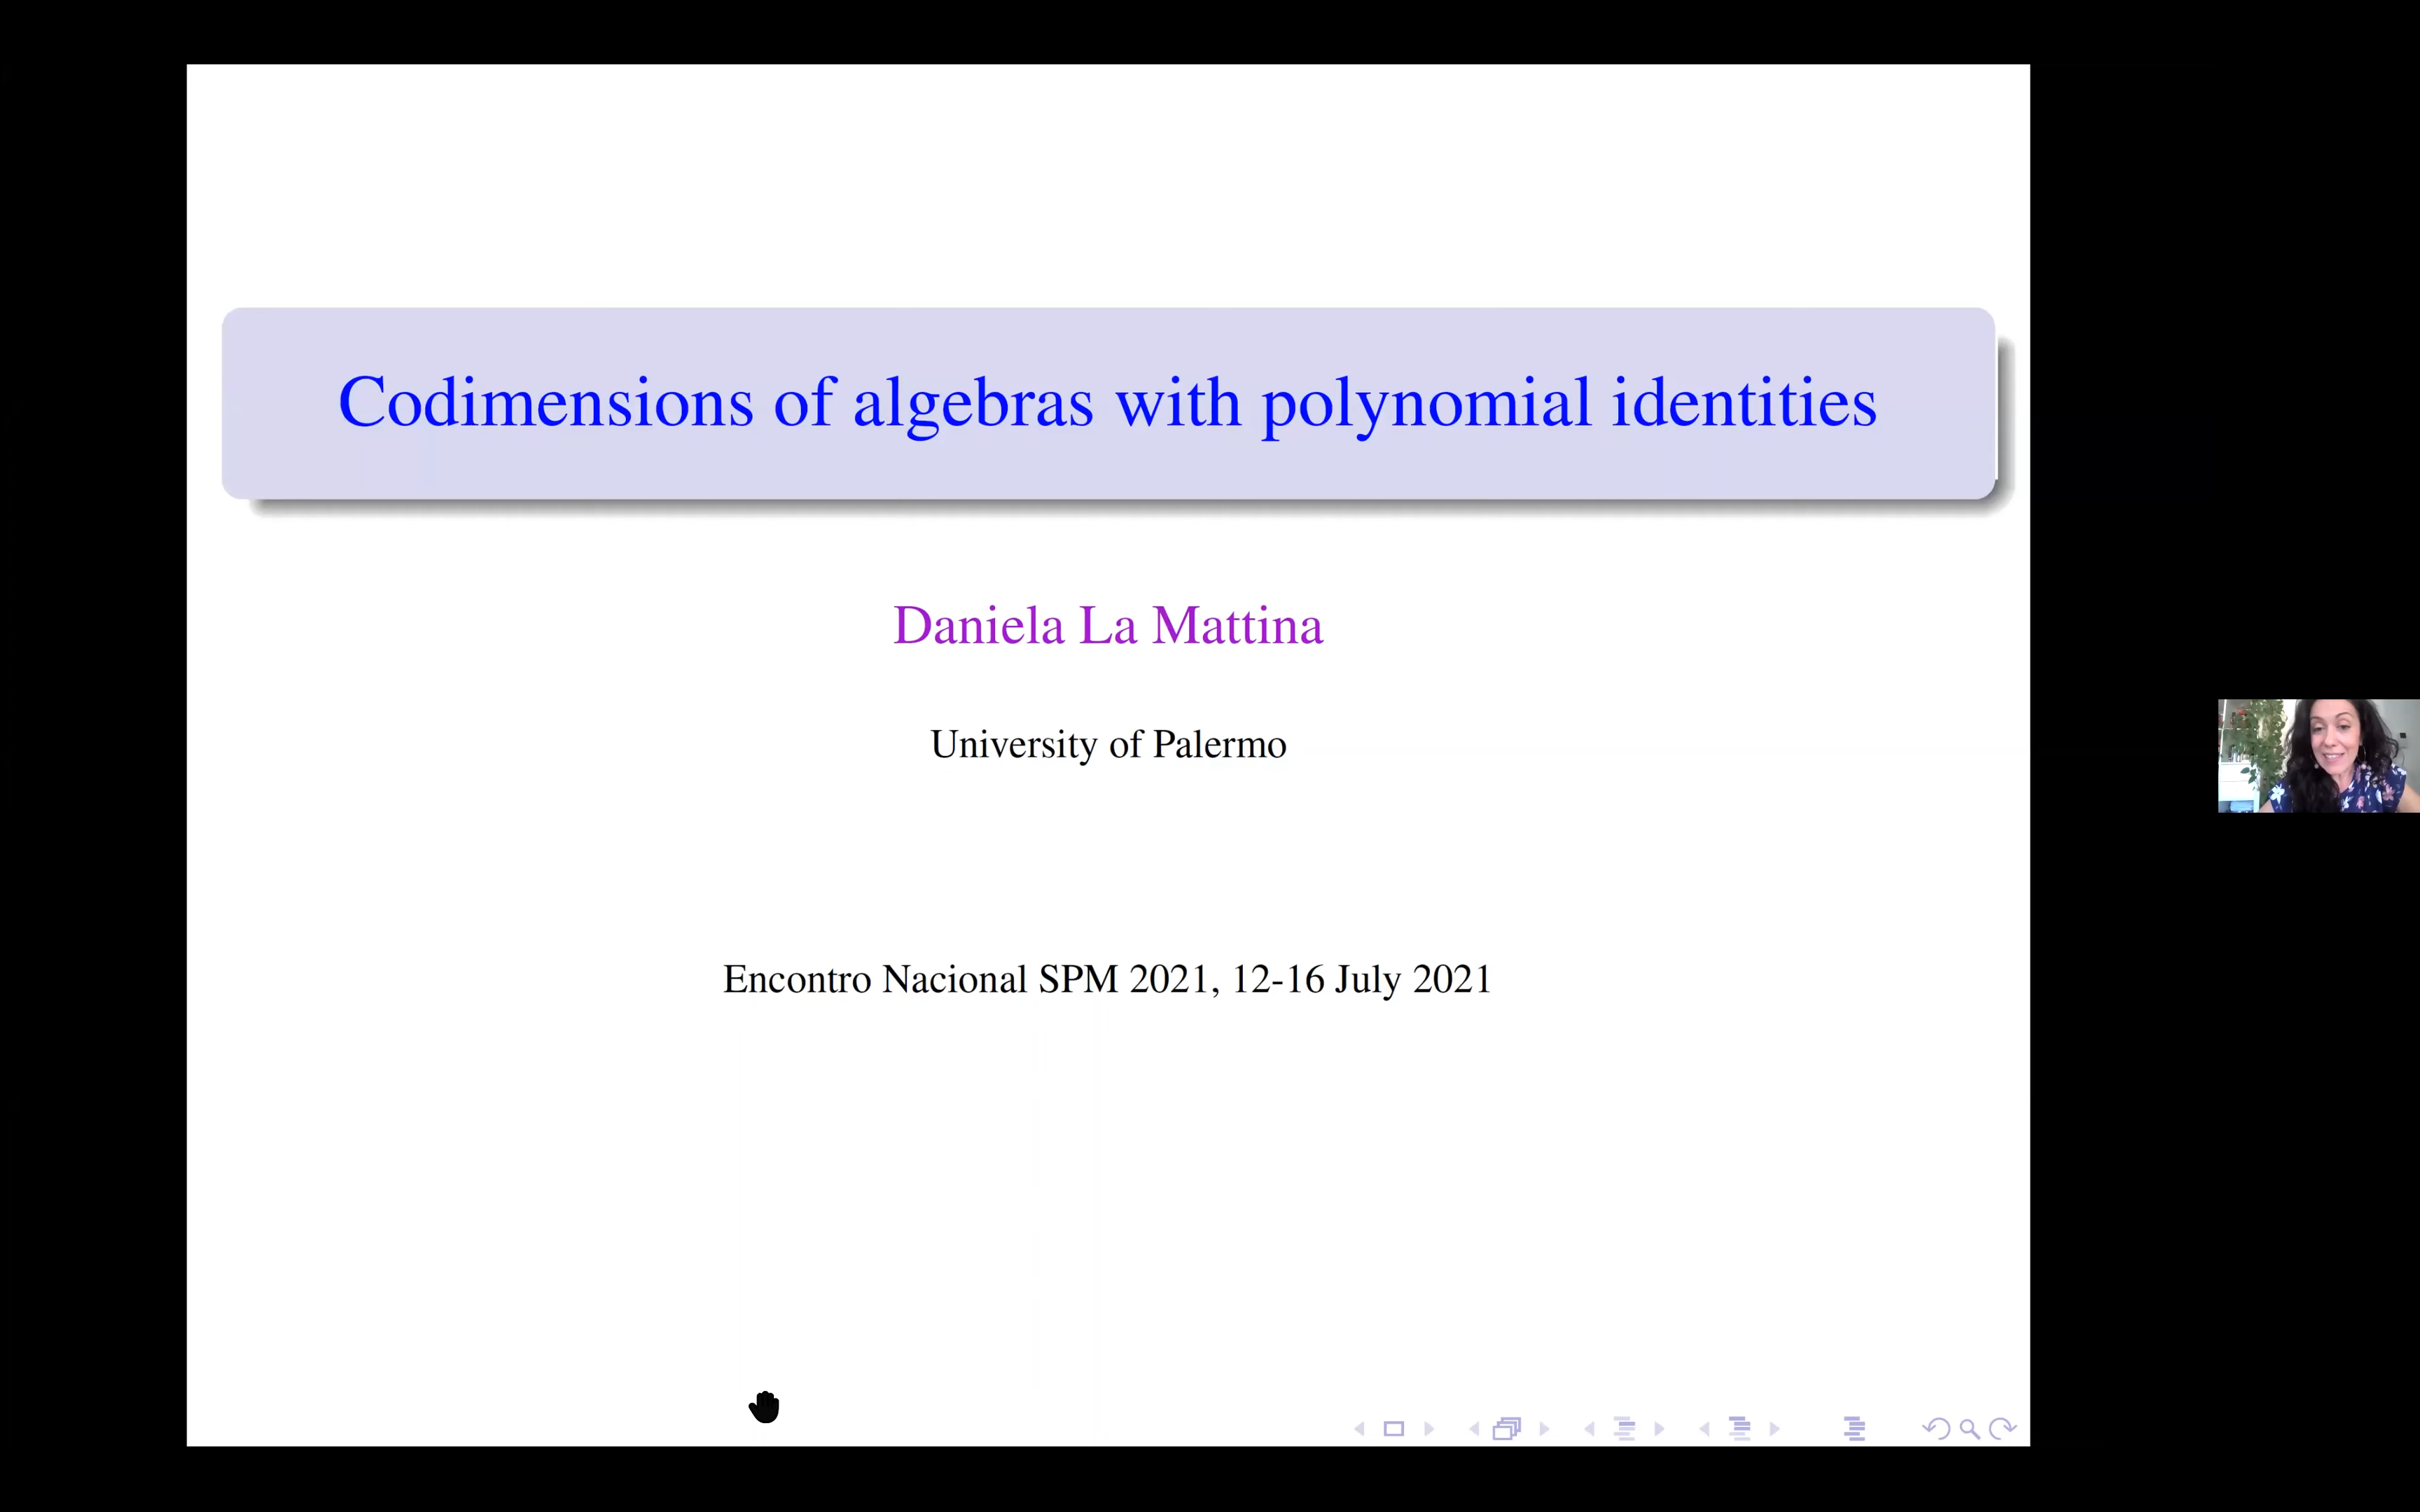 Codimensions of algebras with polynomial identities
Daniela La Mattina
University of Palermo
Encontro Nacional SPM 2021, 12-16 July 2021